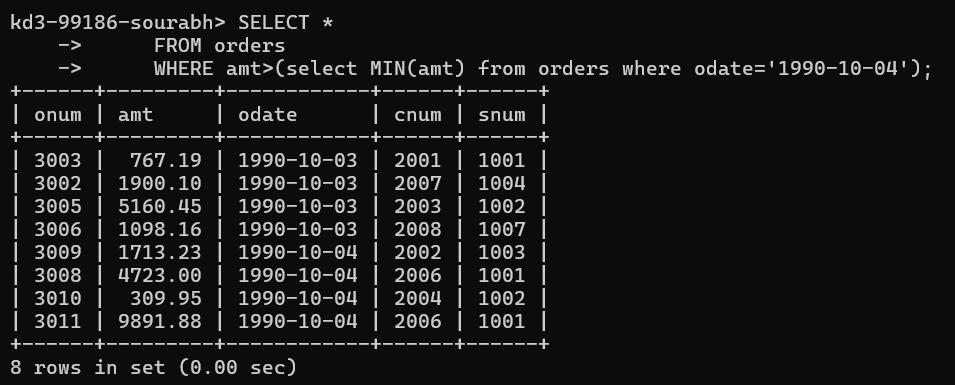 kd3-99186-sourabh> SELECT *
    ->      FROM orders
    ->      WHERE amt>(select MIN(amt) from orders where odate='1990-10-04');
+------+---------+------------+------+------+
| onum | amt     | odate      | cnum | snum |
+------+---------+------------+------+------+
| 3003 |  767.19 | 1990-10-03 | 2001 | 1001 |
| 3002 | 1900.10 | 1990-10-03 | 2007 | 1004 |
| 3005 | 5160.45 | 1990-10-03 | 2003 | 1002 |
| 3006 | 1098.16 | 1990-10-03 | 2008 | 1007 |
| 3009 | 1713.23 | 1990-10-04 | 2002 | 1003 |
| 3008 | 4723.00 | 1990-10-04 | 2006 | 1001 |
| 3010 |  309.95 | 1990-10-04 | 2004 | 1002 |
| 3011 | 9891.88 | 1990-10-04 | 2006 | 1001 |
+------+---------+------------+------+------+
8 rows in set (0.00 sec)